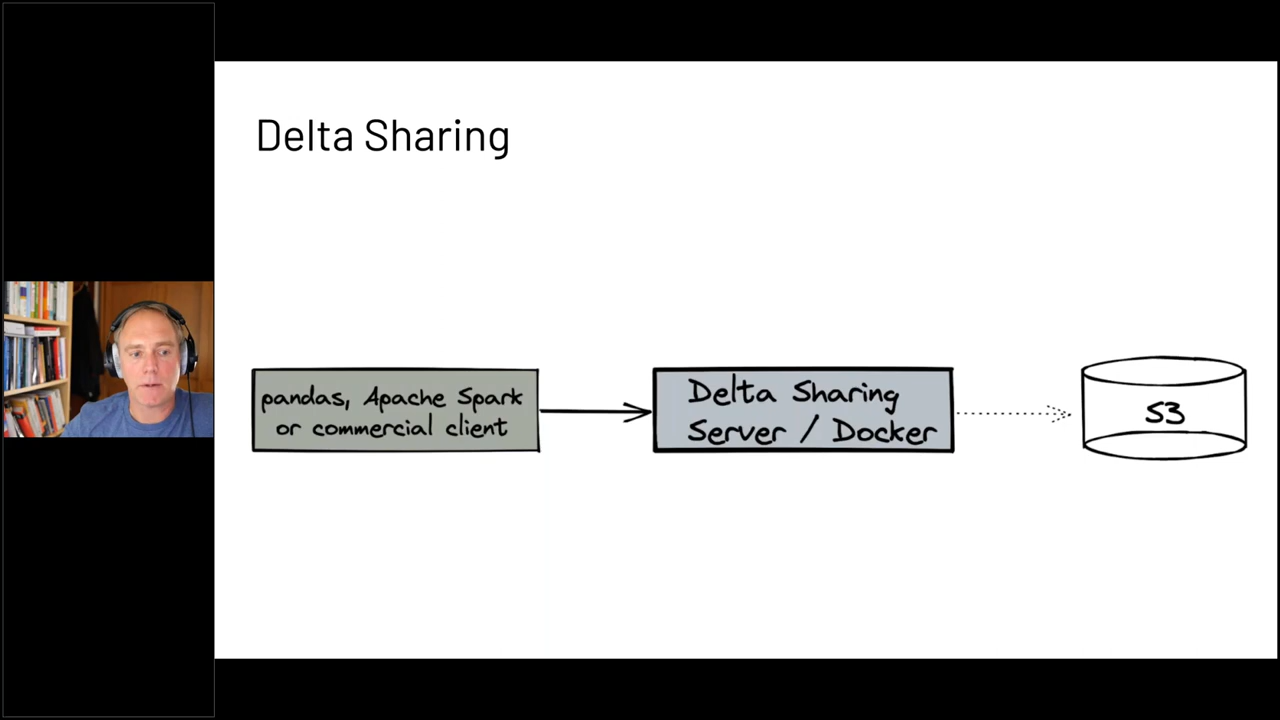 Delta Sharing
pandas, Apache Spark
or commercial client
Delta Sharing
Server / Docker
S3